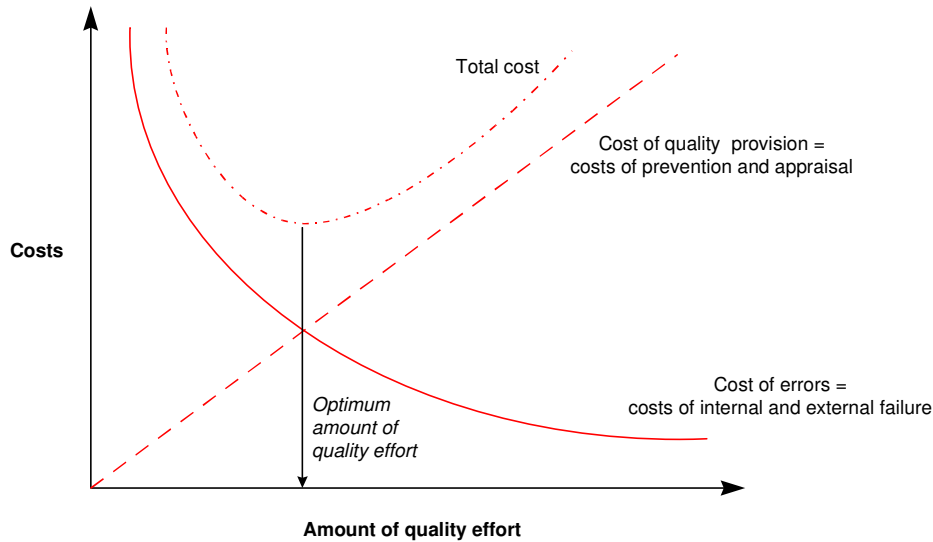 Total cost
Cost of quality provision =
costs of prevention and appraisal
Costs
Cost of errors =
costs of internal and external failure
Optimum
amount of
quality effort
Amount of quality effort